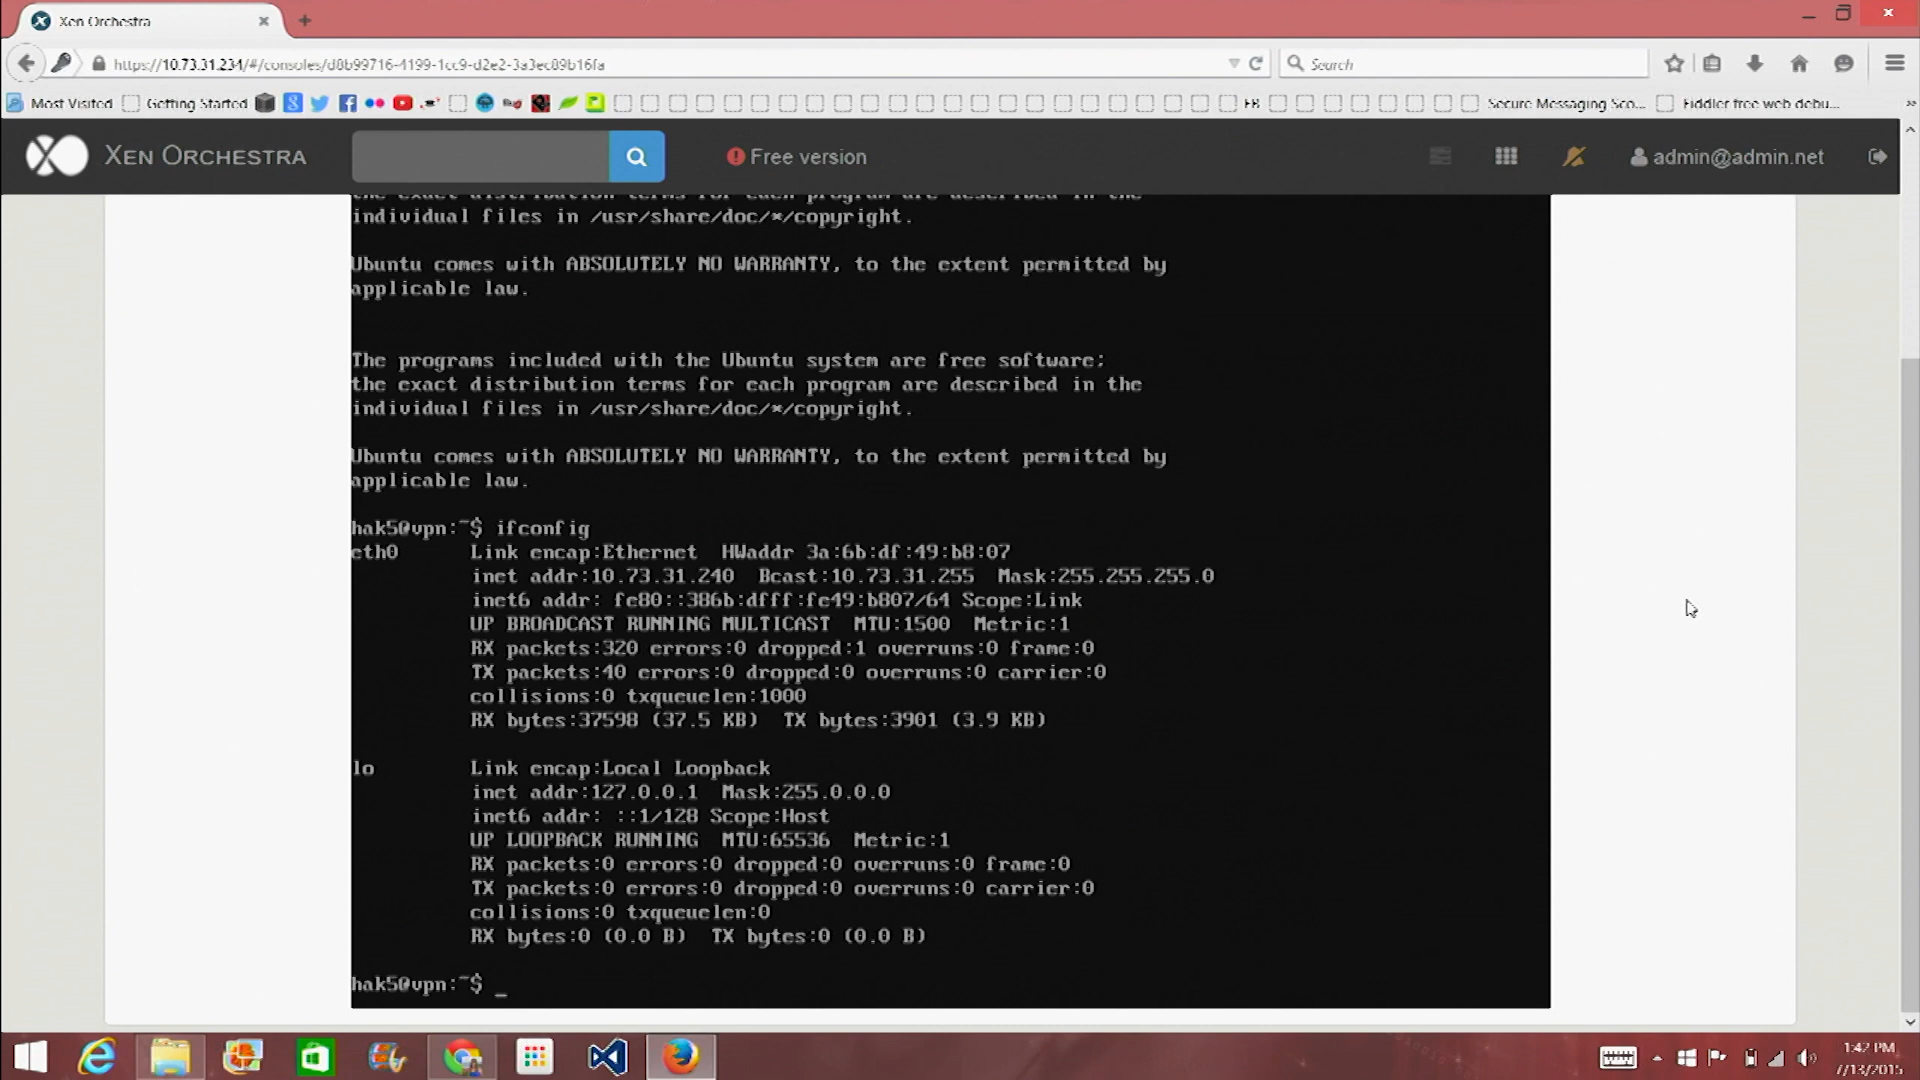 Xen Orchestra
https://10.73.31.234/#/consoles/d8b99716-4199-1cc9-d2e2-3a3ec89b16fa
Search
Most Visited
Getting Started
FB
Secure Messaging Sco...
Fiddler free web debu...
XEN ORCHESTRA
Free version
admin@admin.net
the exact distribution terms for each program are described in the
individual files in /usr/share/doc/*/copyright.
Ubuntu comes with ABSOLUTELY NO WARRANTY, to the extent permitted by
applicable law.
The programs included with the Ubuntu system are free software;
the exact distribution terms for each program are described in the
individual files in /usr/share/doc/*/copyright.
Ubuntu comes with ABSOLUTELY NO WARRANTY, to the extent permitted by
applicable law.
hak5@vpn:~$ ifconfig
eth0 Link encap:Ethernet HWaddr 3a:6b:df:49:b8:07
inet addr:10.73.31.240 Bcast:10.73.31.255 Mask:255.255.255.0
inet6 addr: fe80::386b:dfff:fe49:b807/64 Scope:Link
UP BROADCAST RUNNING MULTICAST MTU:1500 Metric:1
RX packets:320 errors:0 dropped:1 overruns:0 frame:0
TX packets:40 errors:0 dropped:0 overruns:0 carrier:0
collisions:0 txqueuelen:1000
RX bytes:37598 (37.5 KB) TX bytes:3901 (3.9 KB)
lo Link encap:Local Loopback
inet addr:127.0.0.1 Mask:255.0.0.0
inet6 addr: ::1/128 Scope:Host
UP LOOPBACK RUNNING MTU:65536 Metric:1
RX packets:0 errors:0 dropped:0 overruns:0 frame:0
TX packets:0 errors:0 dropped:0 overruns:0 carrier:0
collisions:0 txqueuelen:0
RX bytes:0 (0.0 B) TX bytes:0 (0.0 B)
hak5@vpn:~$ _
1:42 PM
7/13/2015